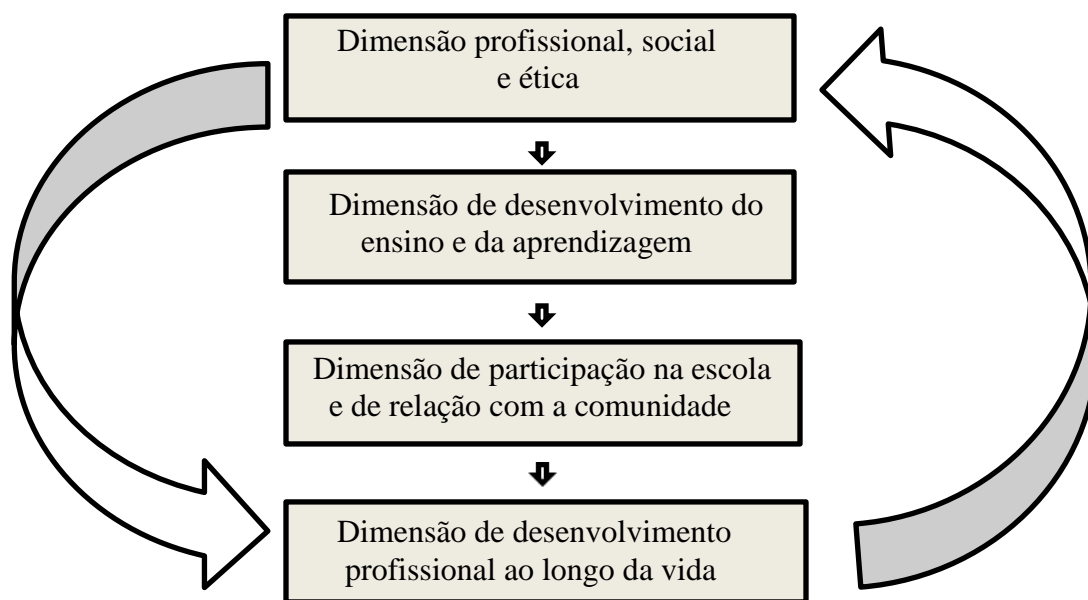 Dimensão profissional, social
e ética
Dimensão de desenvolvimento do
ensino e da aprendizagem
Dimensão de participação na escola
e de relação com a comunidade
Dimensão de desenvolvimento
profissional ao longo da vida